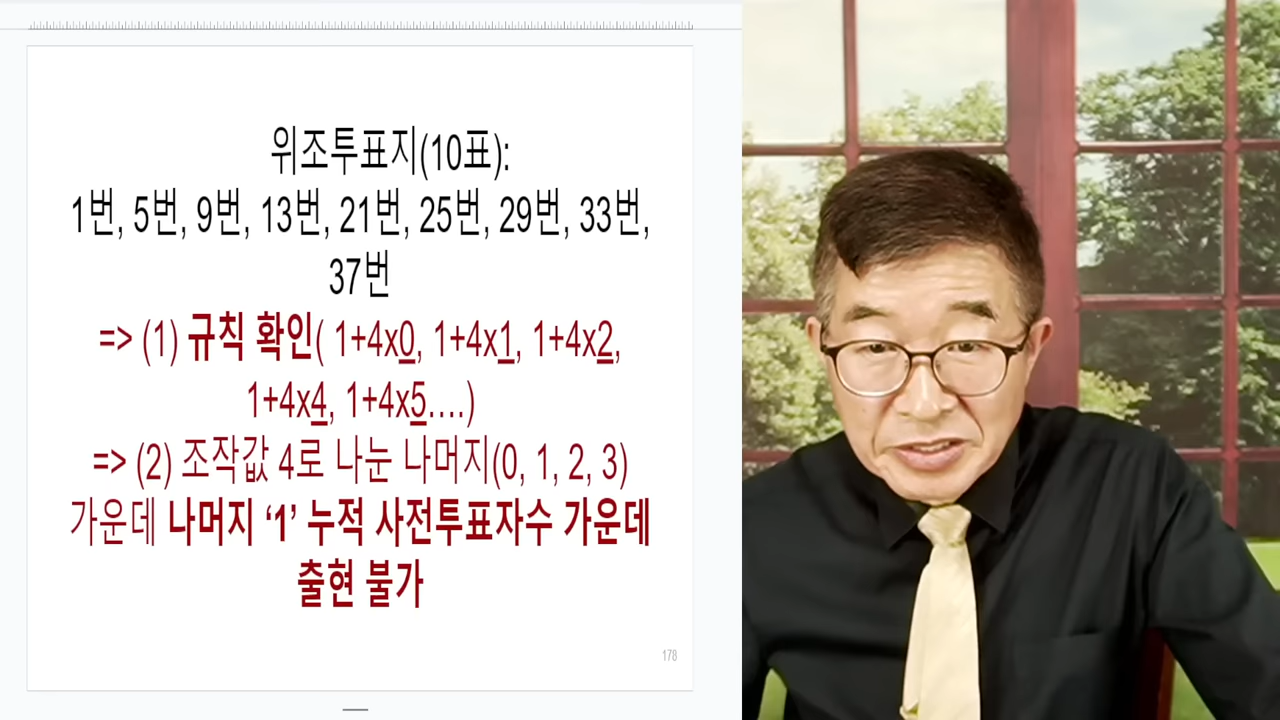 위조투표지(10표):
1번, 5번, 9번, 13번, 21번, 25번, 29번, 33번,
37번
=> (1) 규칙 확인( 1+4x0, 1+4x1, 1+4x2,
1+4x4, 1+4x5....)
=> (2) 조작값 4로 나눈 나머지(0, 1, 2, 3)
가운데 나머지 ‘1’ 누적 사전투표자수 가운데
출현 불가
178